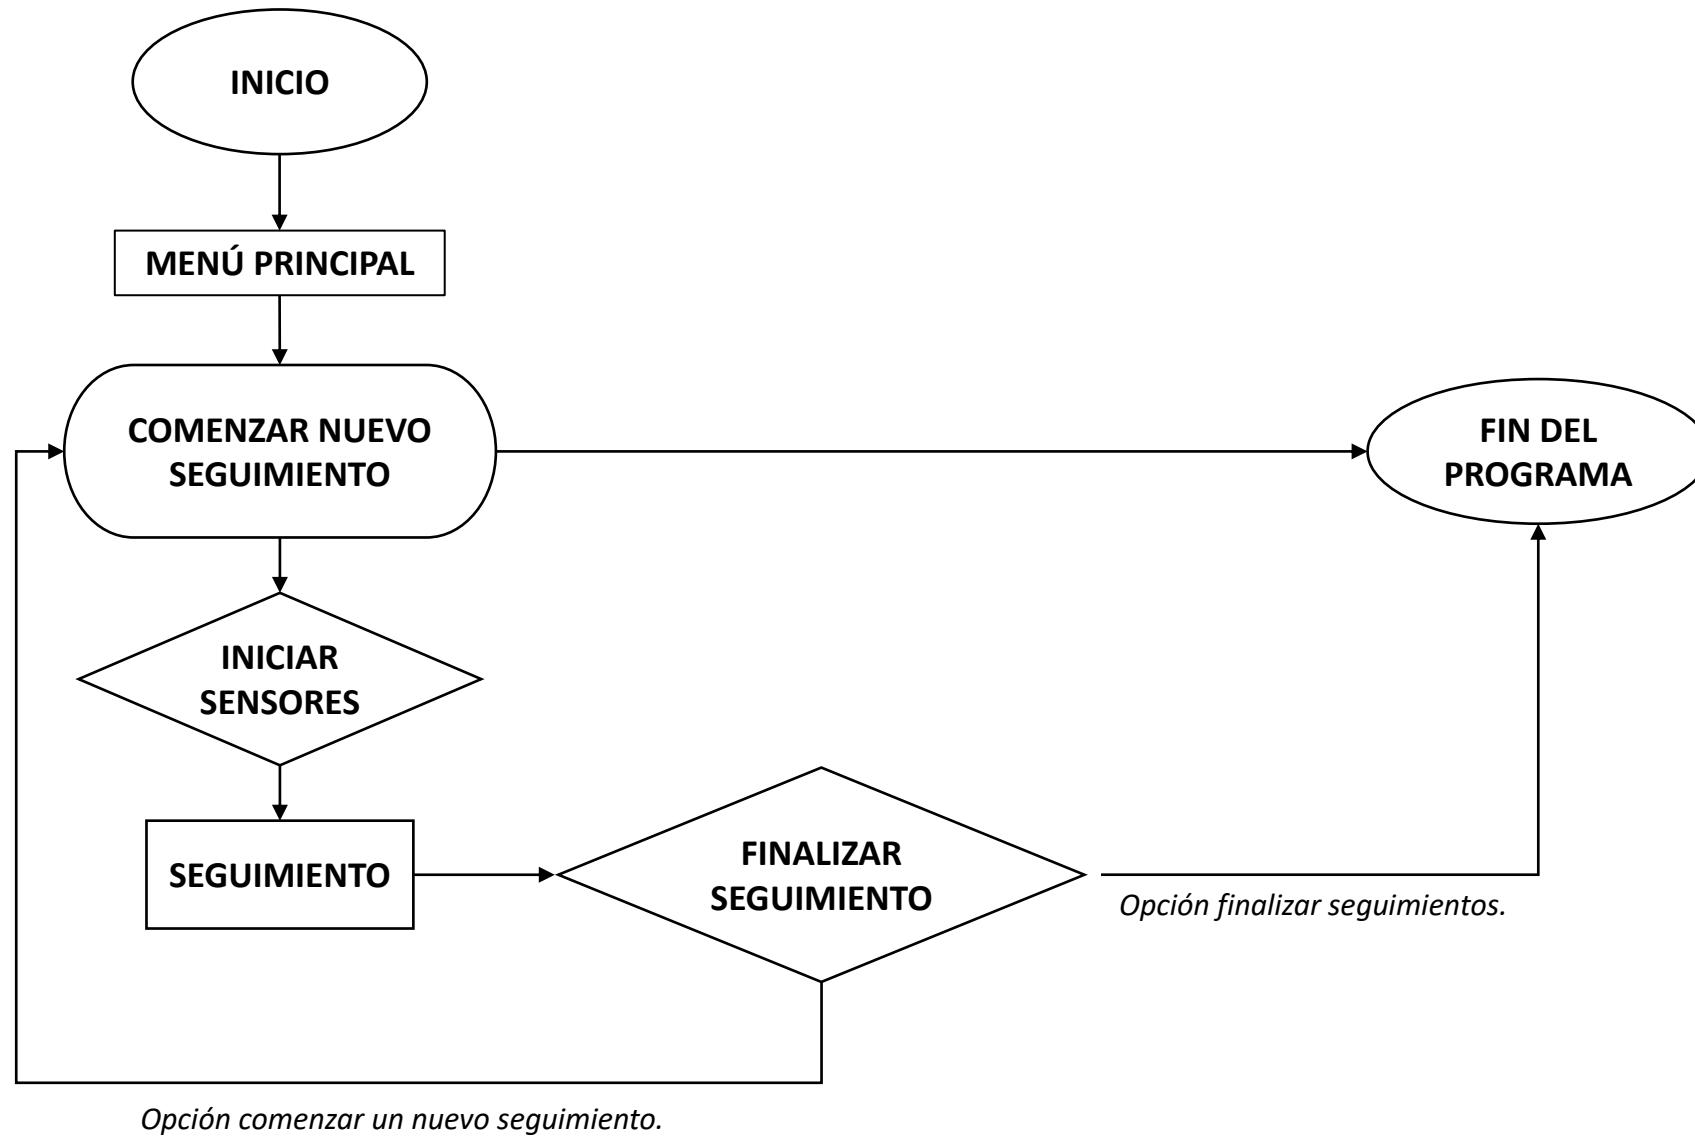 INICIO
MENÚ PRINCIPAL
COMENZAR NUEVO
SEGUIMIENTO
FIN DEL
PROGRAMA
INICIAR
SENSORES
SEGUIMIENTO
FINALIZAR
SEGUIMIENTO
Opción finalizar seguimientos.
Opción comenzar un nuevo seguimiento.